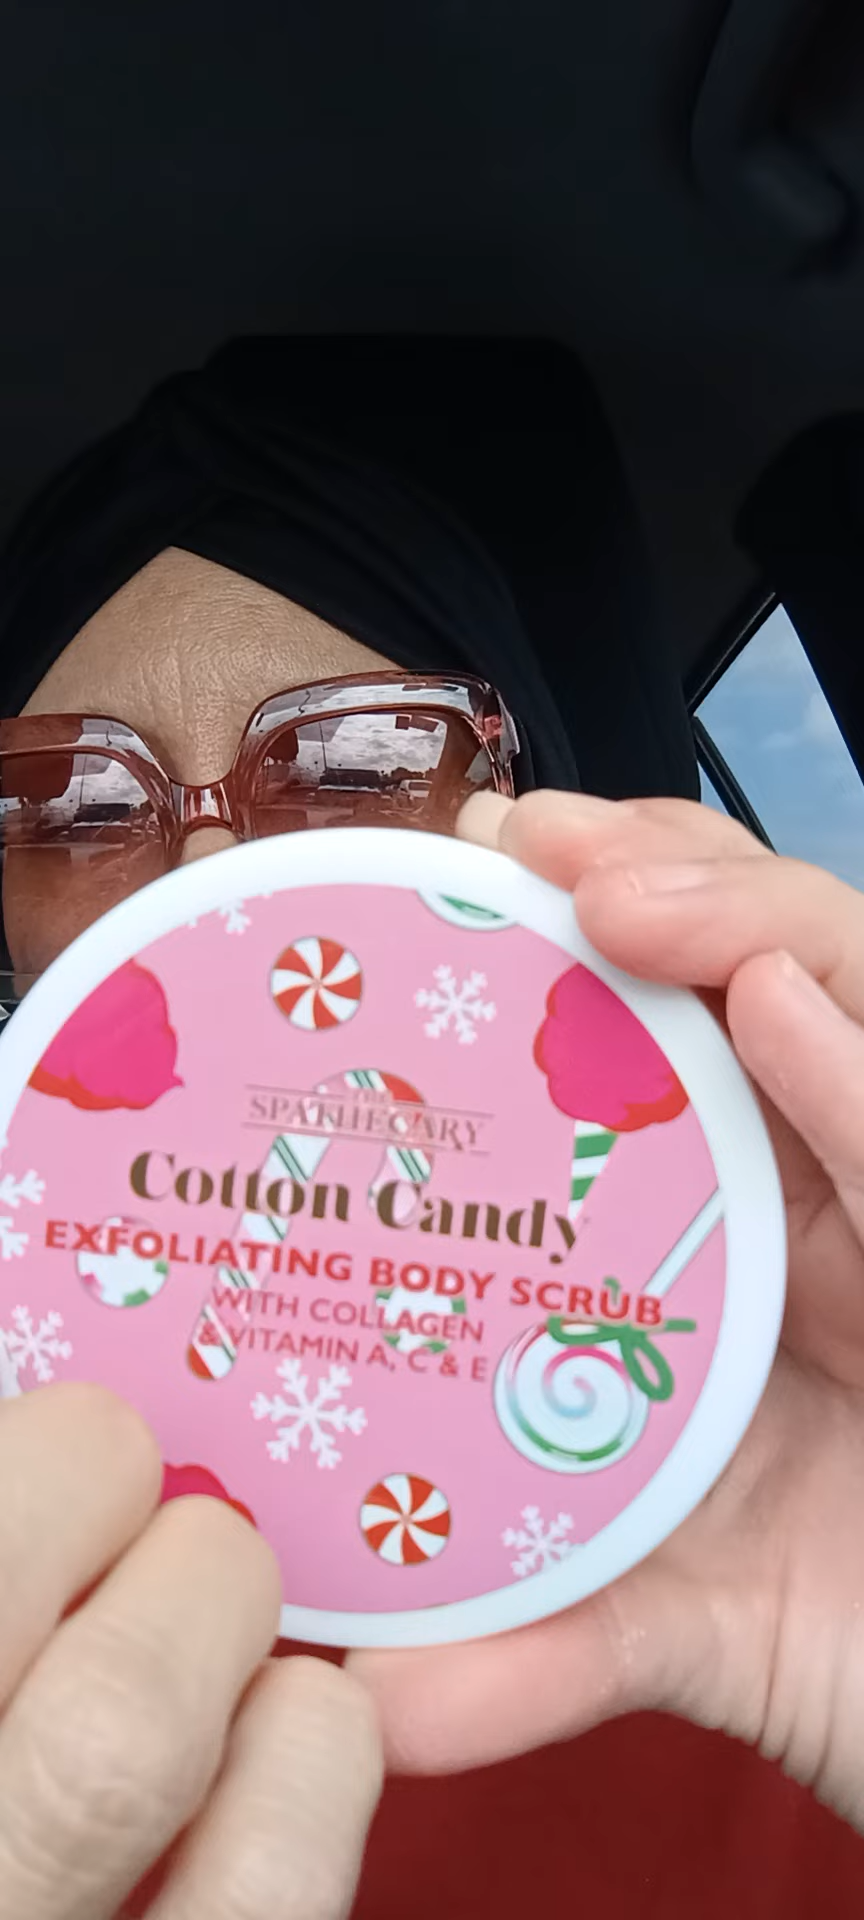 THE
SPATHECARY
Cotton Candy
EXFOLIATING BODY SCRUB
WITH COLLAGEN
& VITAMIN A, C & E